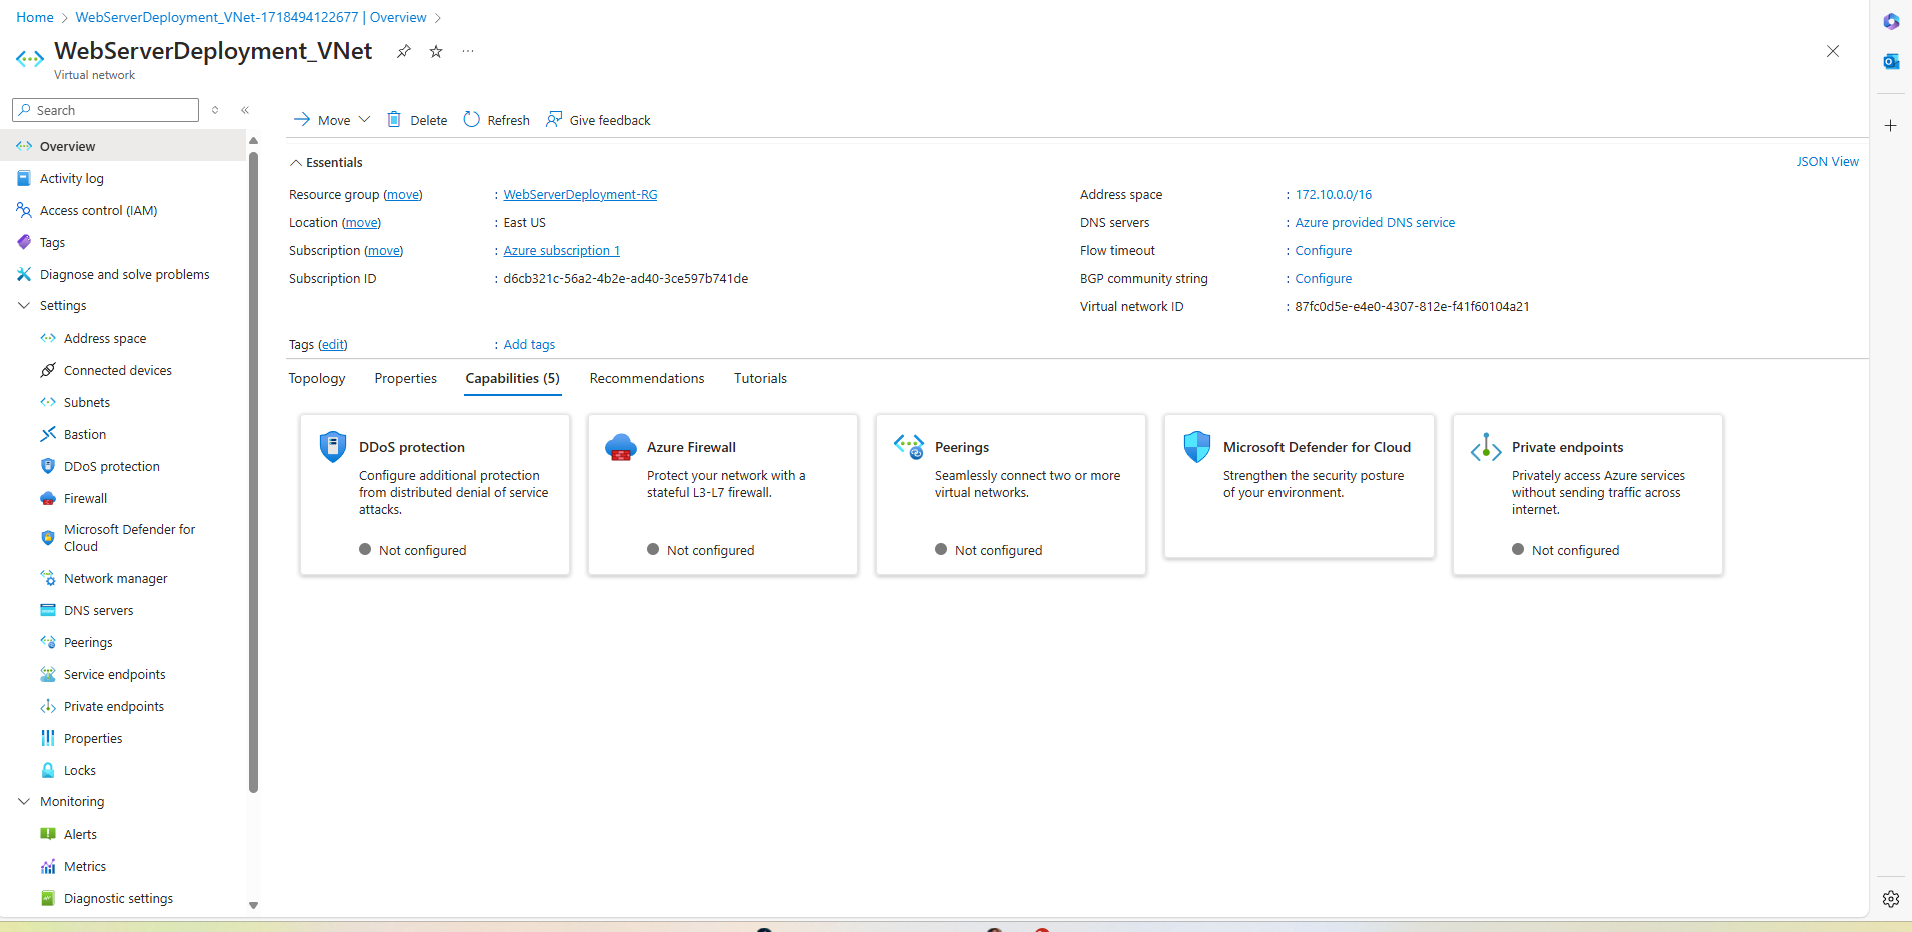 Home > WebServerDeployment_VNet-1718494122677 | Overview >
WebServerDeployment_VNet
Virtual network
Search
Overview
Activity log
Access control (IAM)
Tags
Diagnose and solve problems
Settings
Address space
Connected devices
Subnets
Bastion
DDoS protection
Firewall
Microsoft Defender for
Cloud
Network manager
DNS servers
Peerings
Service endpoints
Private endpoints
Properties
Locks
Monitoring
Alerts
Metrics
Diagnostic settings
Move Delete Refresh Give feedback
Essentials
JSON View
Resource group (move) : WebServerDeployment-RG
Location (move) : East US
Subscription (move) : Azure subscription 1
Subscription ID : d6cb321c-56a2-4b2e-ad40-3ce597b741de
Address space : 172.10.0.0/16
DNS servers : Azure provided DNS service
Flow timeout : Configure
BGP community string : Configure
Virtual network ID : 87fc0d5e-e4e0-4307-812e-f41f60104a21
Tags (edit) : Add tags
Topology Properties Capabilities (5) Recommendations Tutorials
DDoS protection
Configure additional protection
from distributed denial of service
attacks.
Not configured
Azure Firewall
Protect your network with a
stateful L3-L7 firewall.
Not configured
Peerings
Seamlessly connect two or more
virtual networks.
Not configured
Microsoft Defender for Cloud
Strengthen the security posture
of your environment.
Private endpoints
Privately access Azure services
without sending traffic across
internet.
Not configured